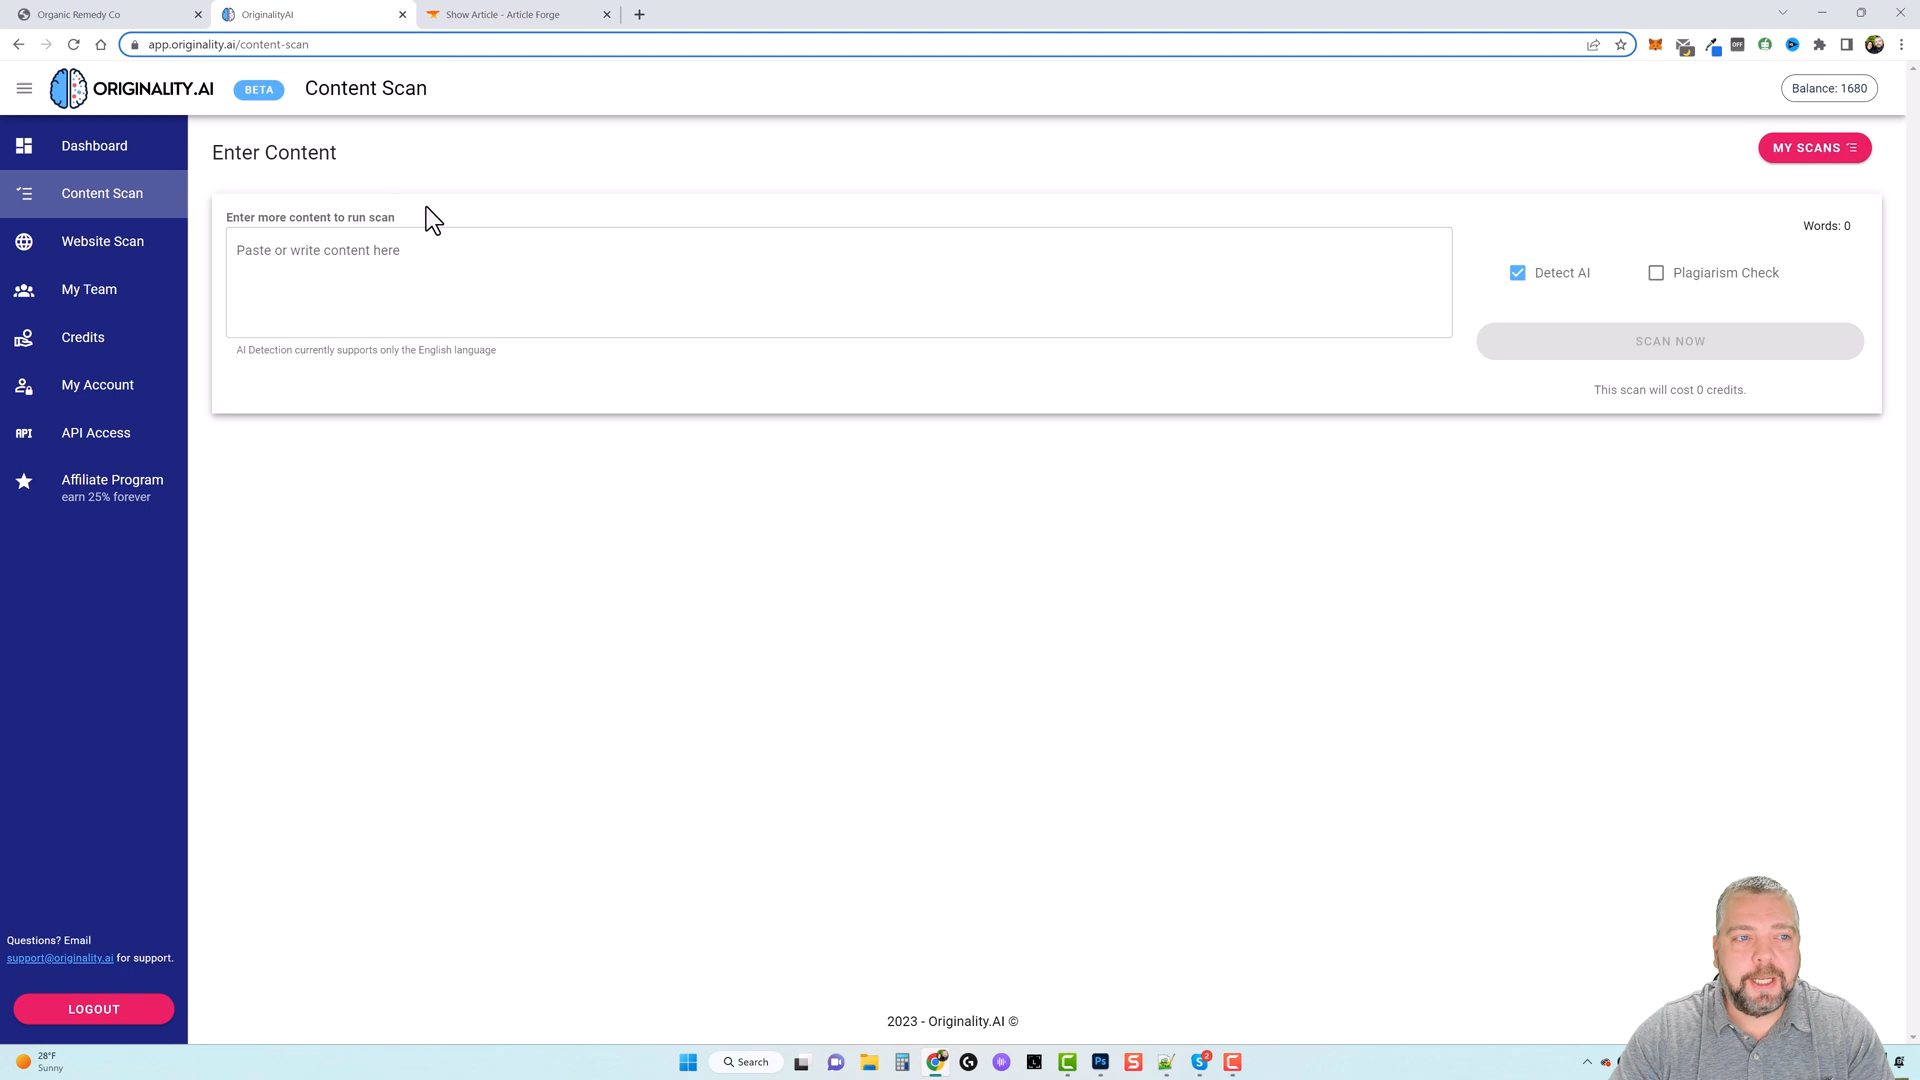 Organic Remedy Co
OriginalityAI
Show Article - Article Forge
app.originality.ai/content-scan
OFF
ORIGINALITY.AI
BETA
Content Scan
Balance: 1680
Dashboard
Content Scan
Website Scan
My Team
Credits
My Account
API
API Access
Affiliate Program
earn 25% forever
Enter Content
MY SCANS
Enter more content to run scan
Paste or write content here
AI Detection currently supports only the English language
Words: 0
Detect AI
Plagiarism Check
SCAN NOW
This scan will cost 0 credits.
Questions? Email
support@originality.ai for support.
LOGOUT
2023 - Originality.AI ©
28°F
Sunny
Search
L
Ps
S
S
2
C